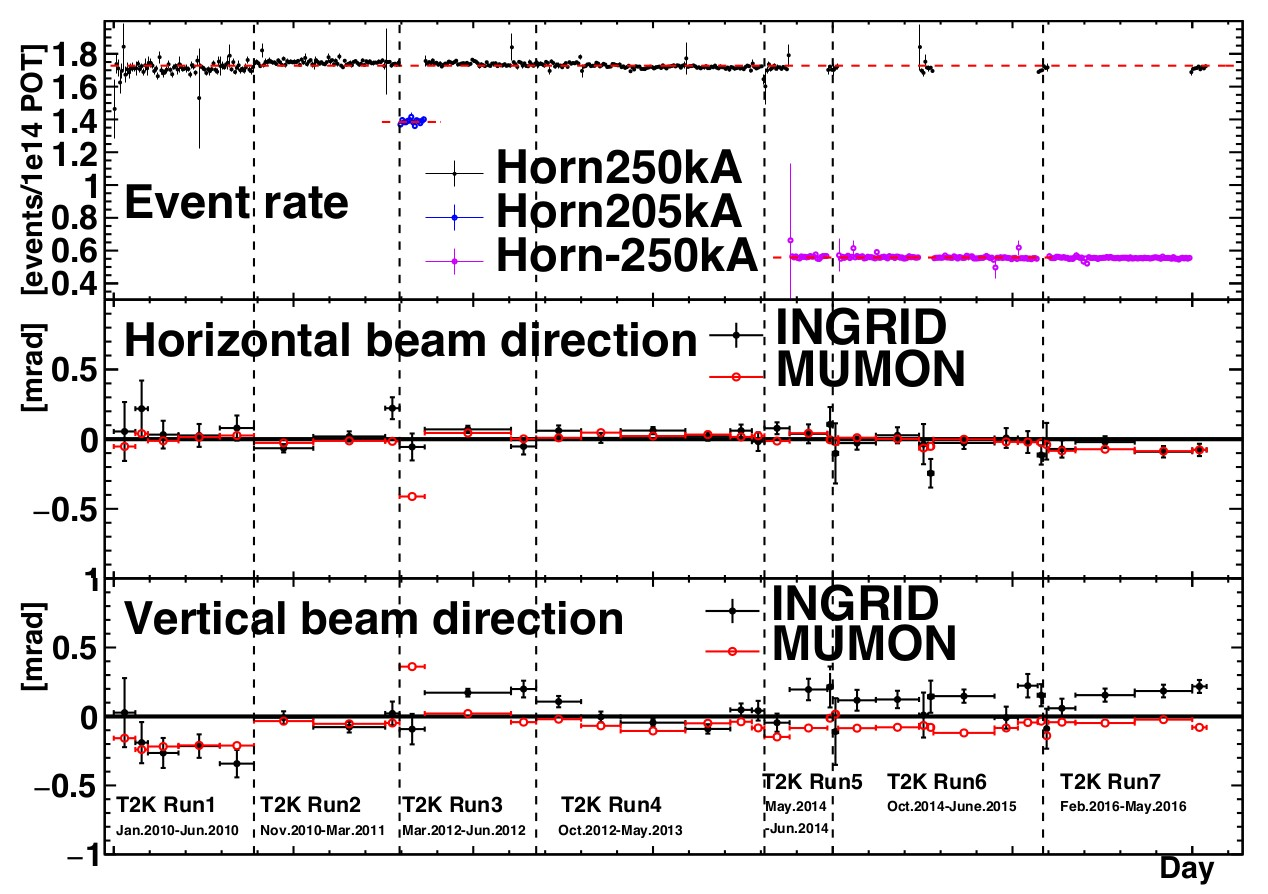 [events/1e14 POT]
1.8
1.6
1.4
1.2
1
0.8
0.6
0.4
Event rate
Horn250kA
Horn205kA
Horn-250kA
[mrad]
Horizontal beam direction
INGRID
MUMON
0.5
0
−0.5
1
[mrad]
Vertical beam direction
INGRID
MUMON
0.5
0
−0.5
−1
T2K Run1
Jan.2010-Jun.2010
T2K Run2
Nov.2010-Mar.2011
T2K Run3
Mar.2012-Jun.2012
T2K Run4
Oct.2012-May.2013
T2K Run5
May.2014
-Jun.2014
T2K Run6
Oct.2014-June.2015
T2K Run7
Feb.2016-May.2016
Day